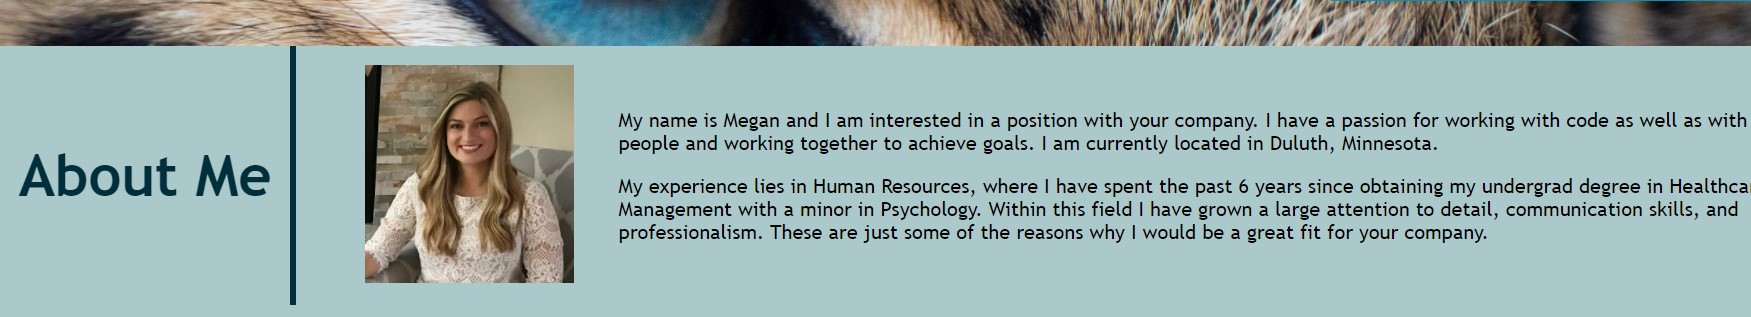 About Me
My name is Megan and I am interested in a position with your company. I have a passion for working with code as well as with
people and working together to achieve goals. I am currently located in Duluth, Minnesota.
My experience lies in Human Resources, where I have spent the past 6 years since obtaining my undergrad degree in
Management with a minor in Psychology. Within this field I have grown a large attention to detail, communication skills, and
professionalism. These are just some of the reasons why I would be a great fit for your company.